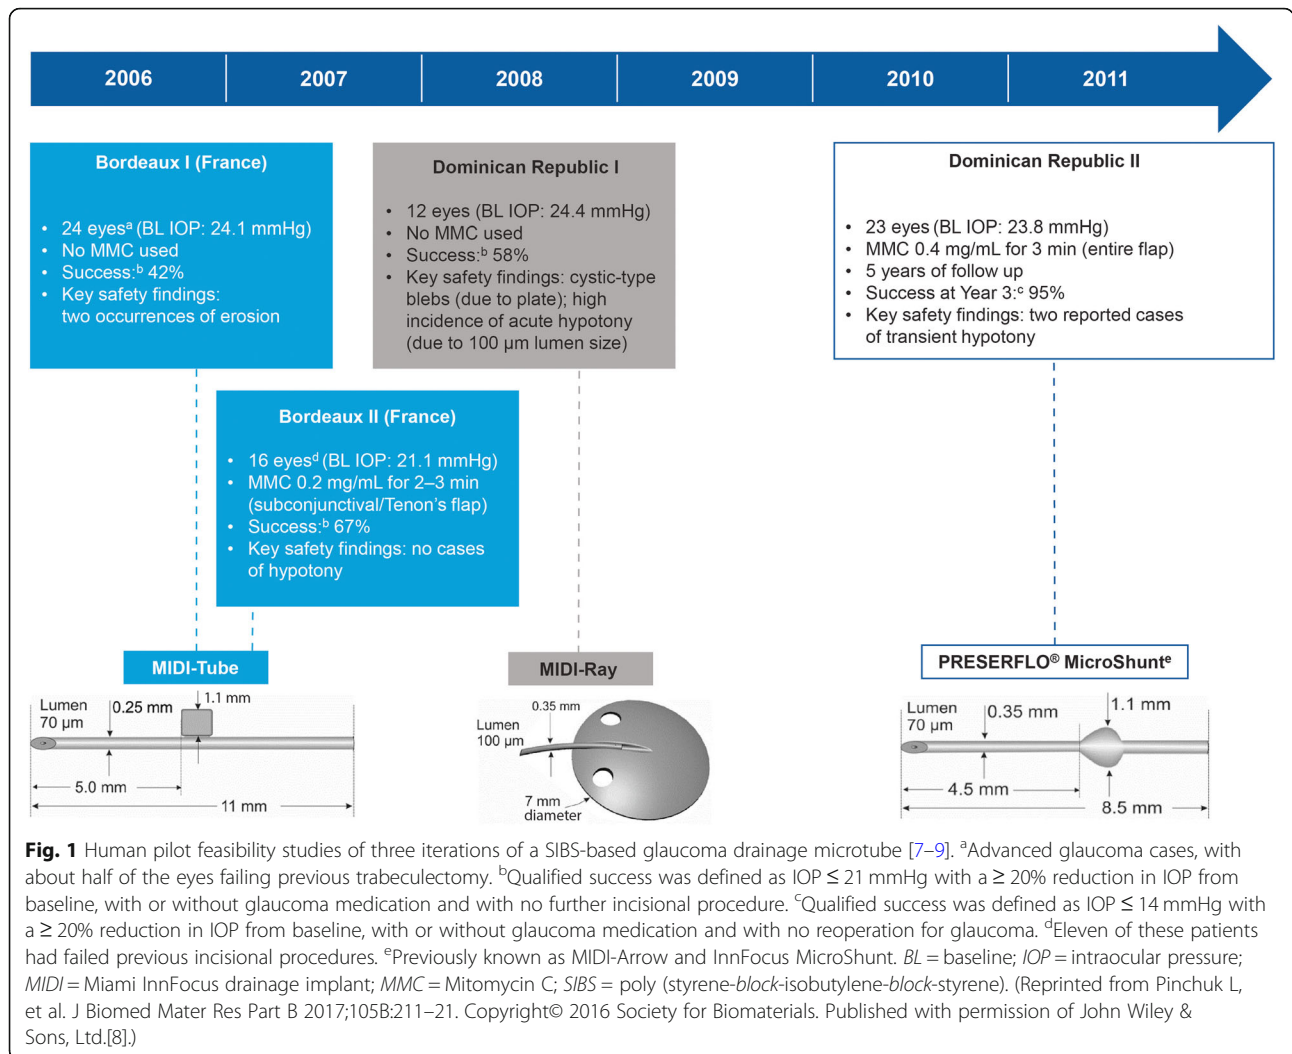 2006 2007 2008 2009 2010 2011
Bordeaux I (France)
• 24 eyesᵃ (BL IOP: 24.1 mmHg)
• No MMC used
• Success:ᵇ 42%
• Key safety findings:
two occurrences of erosion
Dominican Republic I
• 12 eyes (BL IOP: 24.4 mmHg)
• No MMC used
• Success:ᵇ 58%
• Key safety findings: cystic-type
blebs (due to plate); high
incidence of acute hypotony
(due to 100 µm lumen size)
Dominican Republic II
• 23 eyes (BL IOP: 23.8 mmHg)
• MMC 0.4 mg/mL for 3 min (entire flap)
• 5 years of follow up
• Success at Year 3:ᶜ 95%
• Key safety findings: two reported cases
of transient hypotony
Bordeaux II (France)
• 16 eyesᵈ (BL IOP: 21.1 mmHg)
• MMC 0.2 mg/mL for 2–3 min
(subconjunctival/Tenon's flap)
• Success:ᵇ 67%
• Key safety findings: no cases
of hypotony
MIDI-Tube
Lumen
70 µm
0.25 mm
1.1 mm
5.0 mm
11 mm
MIDI-Ray
0.35 mm
Lumen
100 µm
7 mm
diameter
PRESERFLO® MicroShuntᵉ
Lumen
70 µm
0.35 mm
1.1 mm
4.5 mm
8.5 mm
Fig. 1 Human pilot feasibility studies of three iterations of a SIBS-based glaucoma drainage microtube [7–9]. ᵃAdvanced glaucoma cases, with
about half of the eyes failing previous trabeculectomy. ᵇQualified success was defined as IOP ≤ 21 mmHg with a ≥ 20% reduction in IOP from
baseline, with or without glaucoma medication and with no further incisional procedure. ᶜQualified success was defined as IOP ≤ 14 mmHg with
a ≥ 20% reduction in IOP from baseline, with or without glaucoma medication and with no reoperation for glaucoma. ᵈEleven of these patients
had failed previous incisional procedures. ᵉPreviously known as MIDI-Arrow and InnFocus MicroShunt. BL = baseline; IOP = intraocular pressure;
MIDI = Miami InnFocus drainage implant; MMC = Mitomycin C; SIBS = poly (styrene-block-isobutylene-block-styrene). (Reprinted from Pinchuk L,
et al. J Biomed Mater Res Part B 2017;105B:211–21. Copyright© 2016 Society for Biomaterials. Published with permission of John Wiley &
Sons, Ltd.[8].)